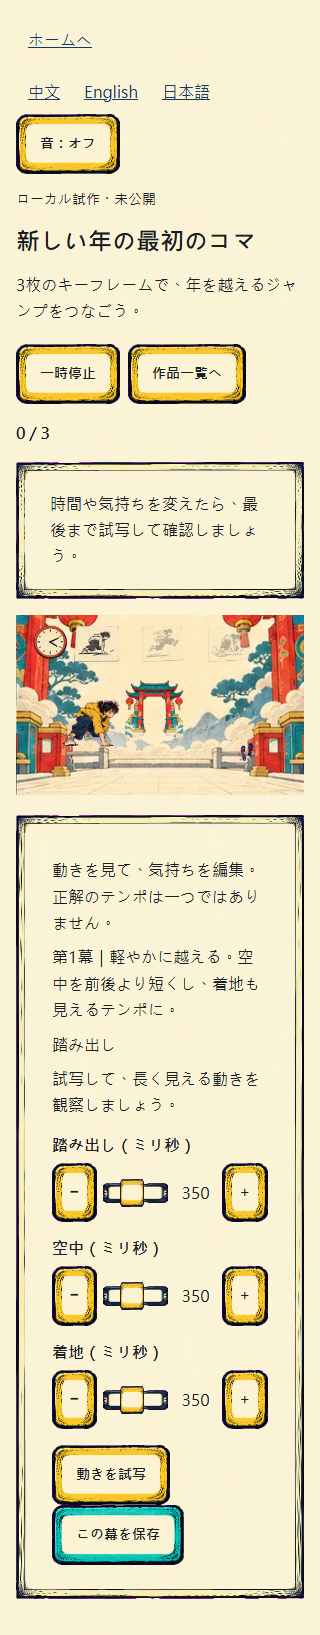 ホームへ
中文 English 日本語
音：オフ
ローカル試作・未公開
新しい年の最初のコマ
3枚のキーフレームで、年を越えるジャ
ンプをつなごう。
一時停止 作品一覧へ
0 / 3
時間や気持ちを変えたら、最
後まで試写して確認しましょ
う。
動きを見て、気持ちを編集。
正解のテンポは一つではあり
ません。
第1幕 | 軽やかに越える。空
中を前後より短くし、着地も
見えるテンポに。
踏み出し
試写して、長く見える動きを
観察しましょう。
踏み出し（ミリ秒）
− 350 +
空中（ミリ秒）
− 350 +
着地（ミリ秒）
− 350 +
動きを試写
この幕を保存